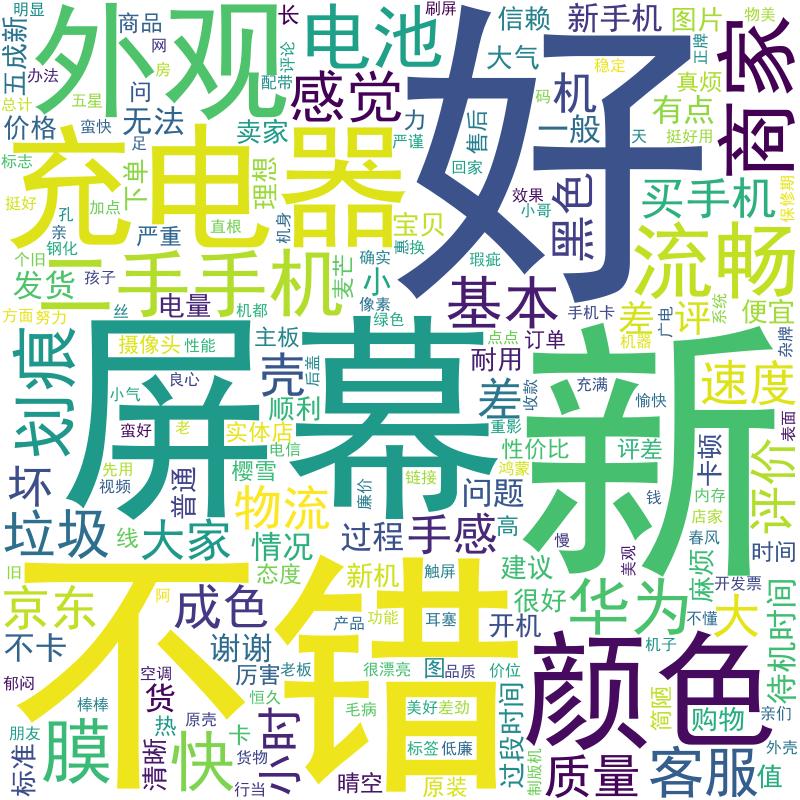 明显
商品
长
刷屏
物美
外观
电池
好
信赖
新手机
图片
正牌
商家
五成新
网
办法
房
配带评论
大气
稳定
五星
问
感觉
机
真烦
总计
价格
蛮快
无法
卖家
力
售后
码
一般
有点
充电器
足
严谨
天
挺好用
标志
下单
理想
回家
黑色
买手机
保修期
挺好
孔
加点
直根
机身
宝贝
效果
小哥
亲
钢化
严重
流畅
个旧
二手手机
麦芒
确实
瑕疵
发货
孩子
小
基本
系统
方面
努力
丝
电量
机都
像素
手机卡
广电
差
评
便宜
绿色
划痕
屏幕
摄像头
性能
主板
点点
订单
机器
杂牌
新
小气
良心
壳
后盖
耐用
收款
充满
愉快
速度
表面
顺利
差
蛮好
老
实体店
重影
电信
性价比
评差
卡顿
评价
坏
先用
视频
普通
樱雪
链接
鸿蒙
物流
廉价
问题
钱
内存
店家
垃圾
线
大家
情况
过程
手感
高
慢
美观
春风
时间
麻烦
旧
不错
态度
新机
触屏
建议
开发票
京东
阿
成色
功能
很好
华为
大
待机时间
不卡
谢谢
产品
耳塞
开机
不懂
厉害
老板
很漂亮
图
品质
价位
颜色
机子
郁闷
货
空调
恒久
简陋
膜
棒棒
热
原壳
小时
毛病
美好
差劲
过段时间
购物
亲们
标准
朋友
清晰
快
卡
货物
标签
低廉
外壳
行当
晴空
原装
制版机
质量
客服
值